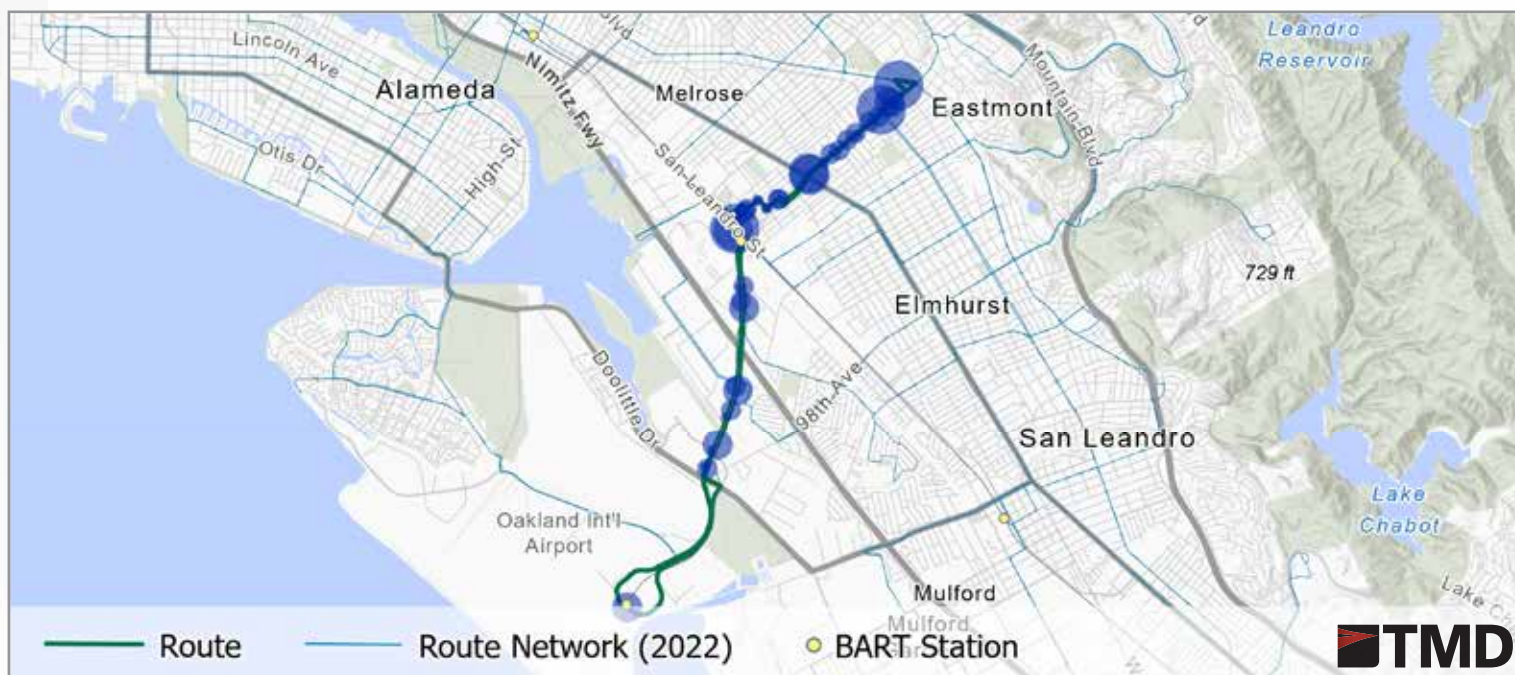 Blvd
Leandro
Reservoir
Lincoln Ave
Alameda
Nimitz Fwy
Melrose
Eastmont
Mountain Blvd
Otis Dr
High St
San Leandro St
729 ft
Elmhurst
Doolittle Dr
98th Ave
San Leandro
Lake
Chabot
Oakland Int'l
Airport
Mulford
Mulford
Lake
Route
Route Network (2022)
BART Station
TMD